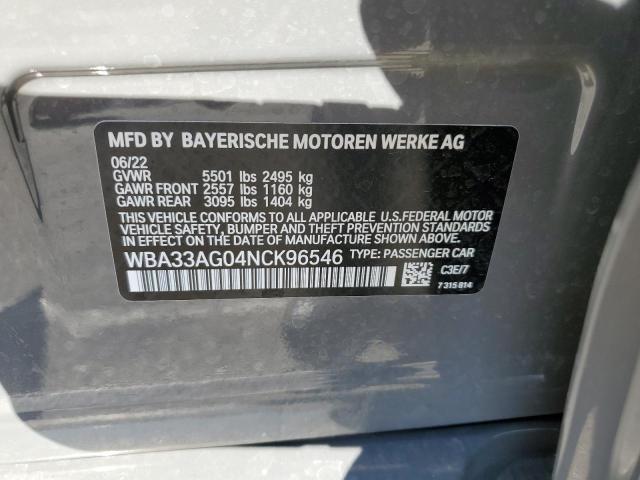 MFD BY BAYERISCHE MOTOREN WERKE AG
06/22
GVWR 5501 lbs 2495 kg
GAWR FRONT 2557 lbs 1160 kg
GAWR REAR 3095 lbs 1404 kg
THIS VEHICLE CONFORMS TO ALL APPLICABLE U.S.FEDERAL MOTOR
VEHICLE SAFETY, BUMPER AND THEFT PREVENTION STANDARDS
IN EFFECT ON THE DATE OF MANUFACTURE SHOWN ABOVE.
WBA33AG04NCK96546 TYPE: PASSENGER CAR
C3E/7
7 315 814